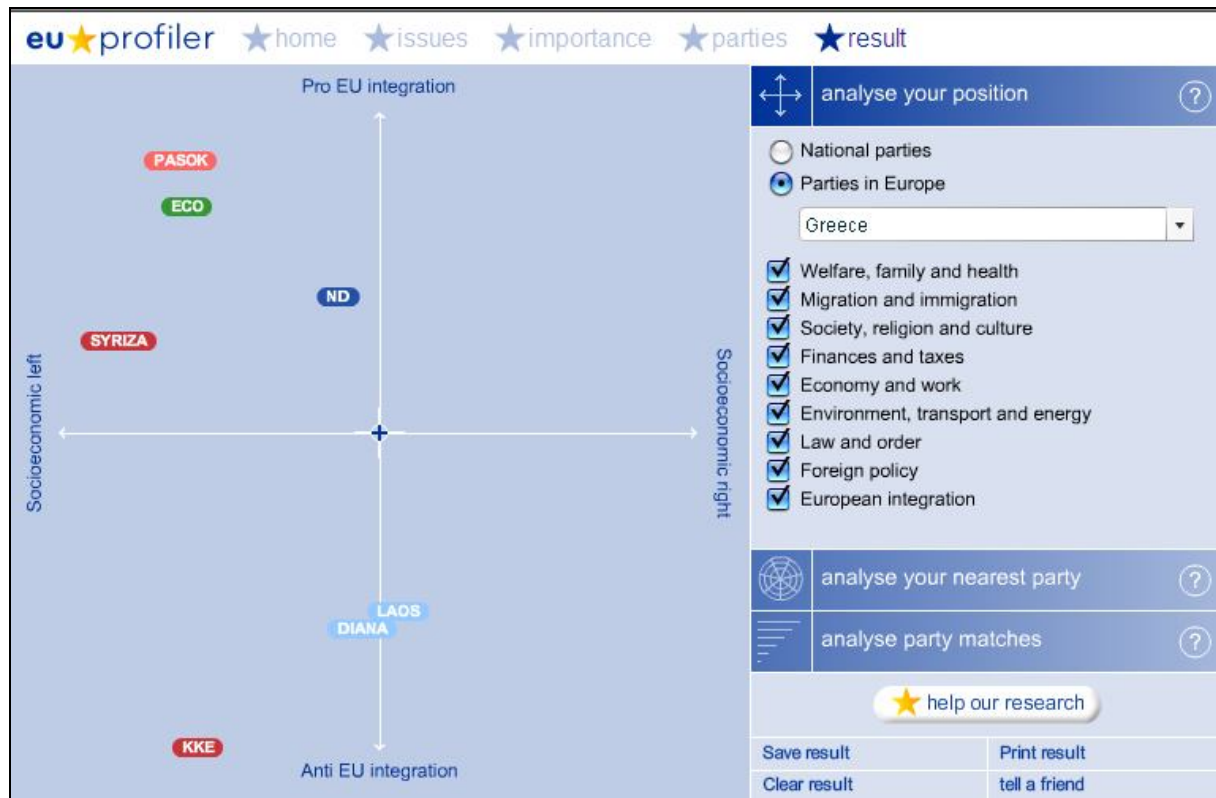 eu profiler home issues importance parties result
Pro EU integration
PASOK
ECO
ND
SYRIZA
Socioeconomic left
Socioeconomic right
LAOS
DIANA
KKE
Anti EU integration
analyse your position ?
National parties
Parties in Europe
Greece
Welfare, family and health
Migration and immigration
Society, religion and culture
Finances and taxes
Economy and work
Environment, transport and energy
Law and order
Foreign policy
European integration
analyse your nearest party ?
analyse party matches ?
help our research
Save result Print result
Clear result tell a friend